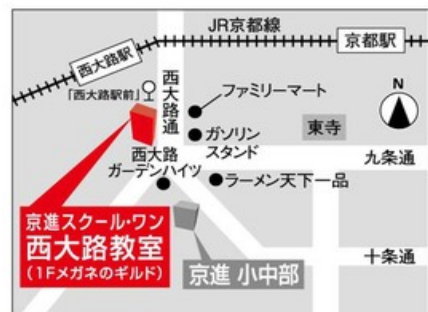 JR京都線
西大路駅
京都駅
「西大路駅前」
西大路通
ファミリーマート
N
ガソリン
スタンド
東寺
西大路
ガーデンハイツ
九条通
ラーメン天下一品
京進スクール・ワン
西大路教室
(1Fメガネのギルド)
京進 小中部
十条通